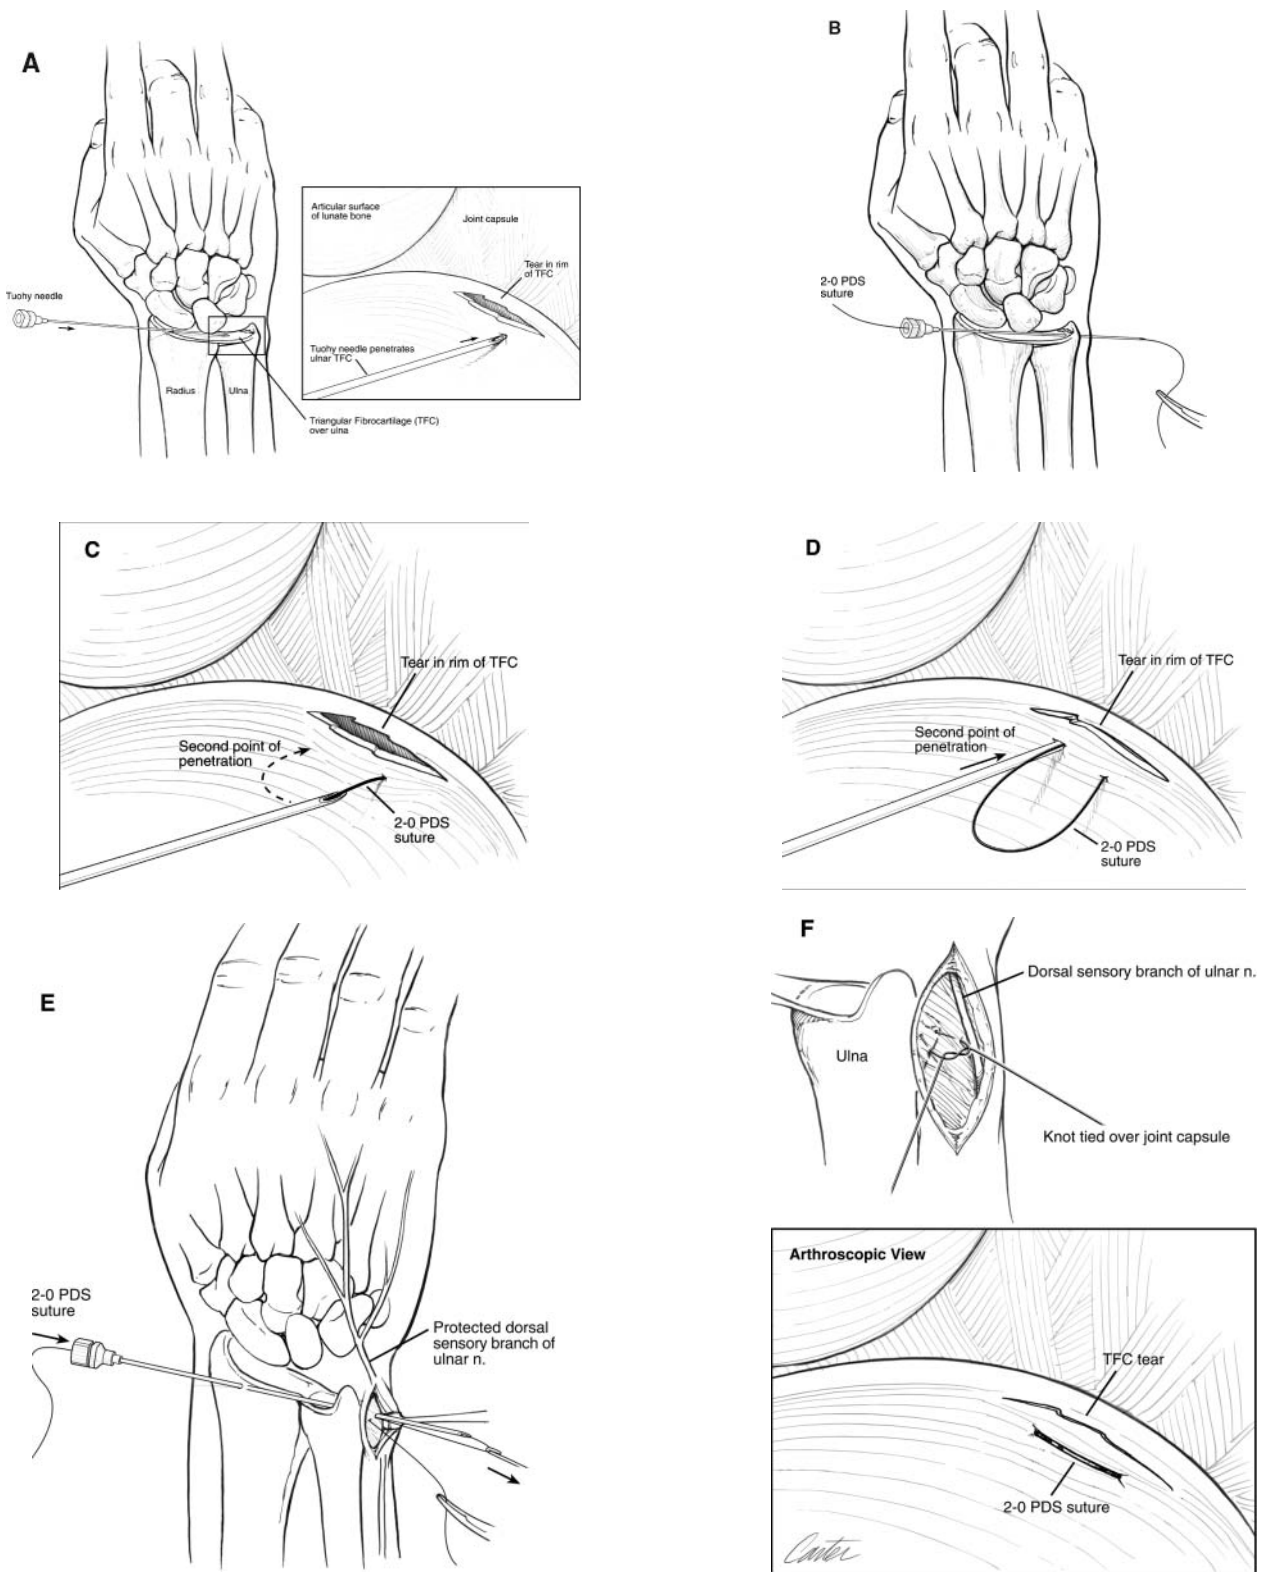 A
Articular surface
of lunate bone
Joint capsule
Tear in rim
of TFC
Tuohy needle
Tuohy needle penetrates
ulnar TFC
Radius
Ulna
Triangular Fibrocartilage (TFC)
over ulna
B
2-0 PDS
suture
C
Tear in rim of TFC
Second point of
penetration
2-0 PDS
suture
D
Tear in rim of TFC
Second point of
penetration
2-0 PDS
suture
E
2-0 PDS
suture
Protected dorsal
sensory branch of
ulnar n.
F
Dorsal sensory branch of ulnar n.
Ulna
Knot tied over joint capsule
Arthroscopic View
TFC tear
2-0 PDS suture
Carter